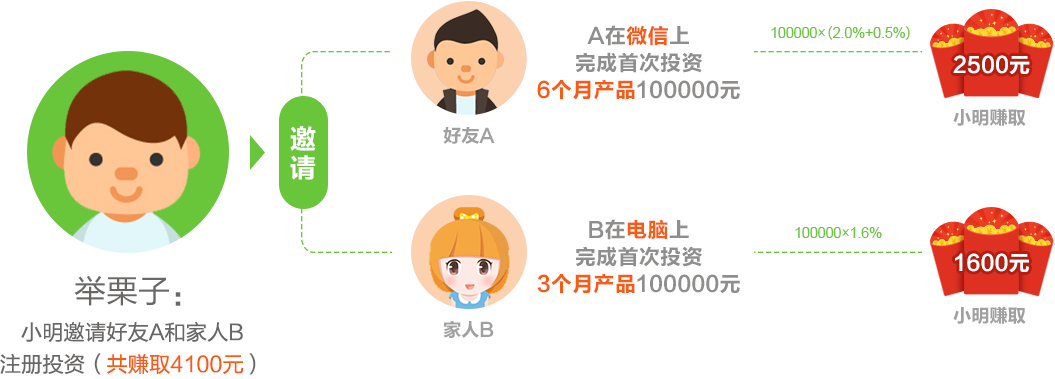 举栗子：
小明邀请好友A和家人B
注册投资（共赚取4100元）
邀请
好友A
A在微信上
完成首次投资
6个月产品100000元
100000×(2.0%+0.5%)
2500元
小明赚取
家人B
B在电脑上
完成首次投资
3个月产品100000元
100000×1.6%
1600元
小明赚取